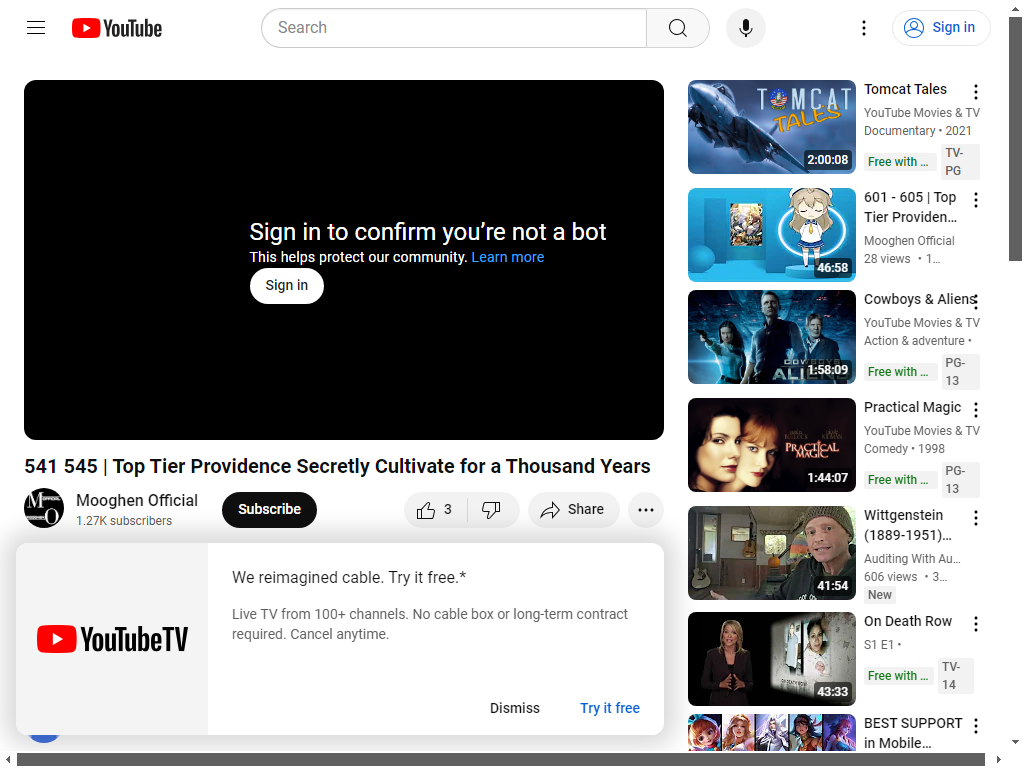 YouTube
Search
Sign in
Sign in to confirm you’re not a bot
This helps protect our community. Learn more
Sign in
541 545 | Top Tier Providence Secretly Cultivate for a Thousand Years
Mooghen Official
1.27K subscribers
Subscribe
3
Share
YouTubeTV
We reimagined cable. Try it free.*
Live TV from 100+ channels. No cable box or long-term contract
required. Cancel anytime.
Dismiss
Try it free
TOMCAT
TALES
2:00:08
Tomcat Tales
YouTube Movies & TV
Documentary • 2021
Free with ...
TV-
PG
46:58
601 - 605 | Top
Tier Providen…
Mooghen Official
28 views • 1…
COWBOYS
ALIENS
1:58:09
Cowboys & Aliens
YouTube Movies & TV
Action & adventure •
Free with ...
PG-
13
PRACTICAL
MAGIC
1:44:07
Practical Magic
YouTube Movies & TV
Comedy • 1998
Free with ...
PG-
13
41:54
Wittgenstein
(1889-1951)…
Auditing With Au…
606 views • 3…
New
ON DEATH ROW
43:33
On Death Row
S1 E1 •
Free with ...
TV-
14
BEST SUPPORT
in Mobile…